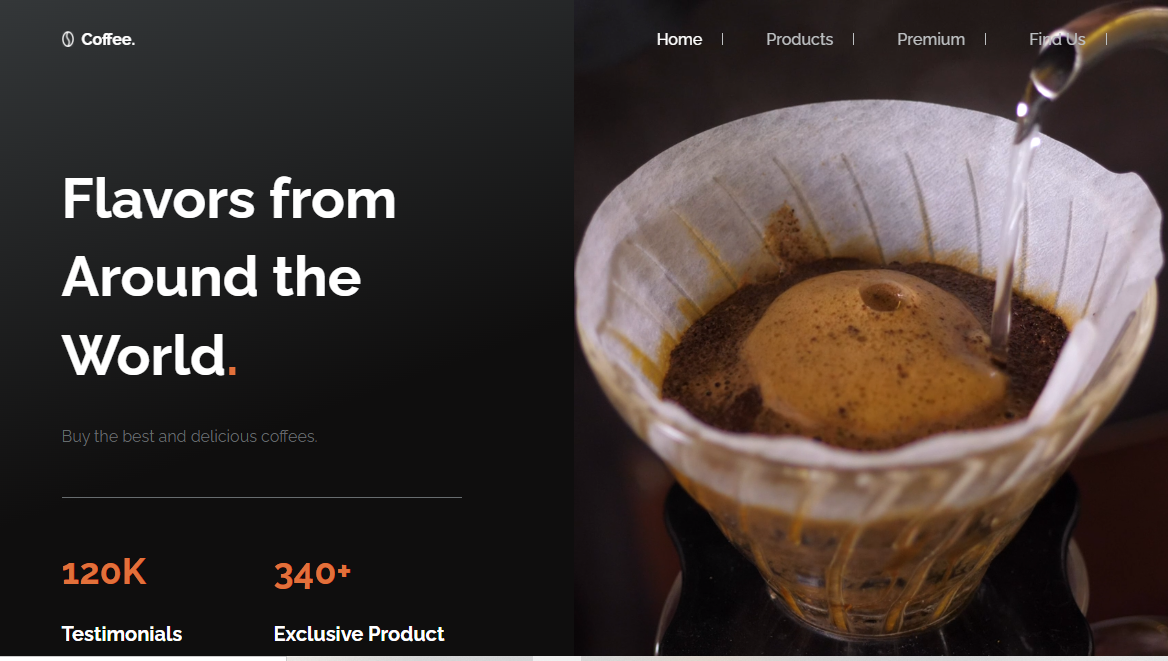 Coffee.
Home | Products | Premium | Find Us |
Flavors from
Around the
World.
Buy the best and delicious coffees.
120K 340+
Testimonials Exclusive Product